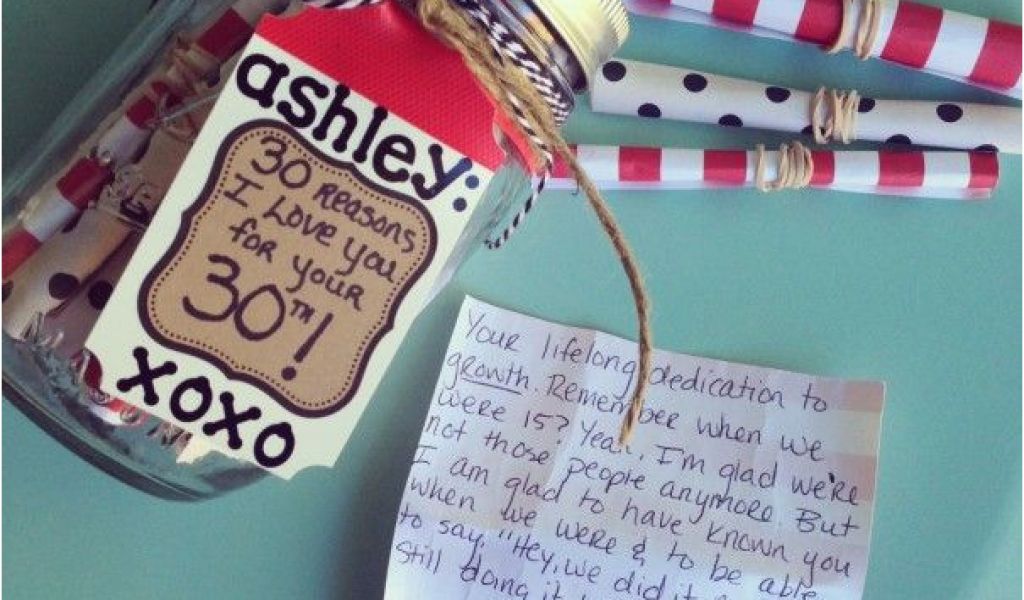 ashley:
30 Reasons
I Love you
for your
30TH!
xoxo
Your lifelong dedication to
growth. Remember when we
were 15? Yeah, I'm glad we're
not those people anymore. But
I am glad to have known you
when we were & to be able
to say, "Hey, we did it
still doing it